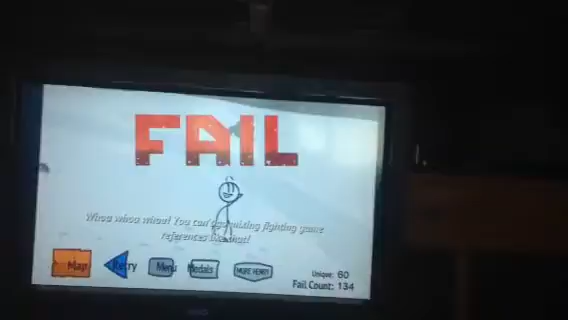 FAIL
Whoa whoa whoa! You can't go mixing fighting game
references like that!
Map
Retry
Menu
Medals
MORE HENRY
Unique: 60
Fail Count: 134